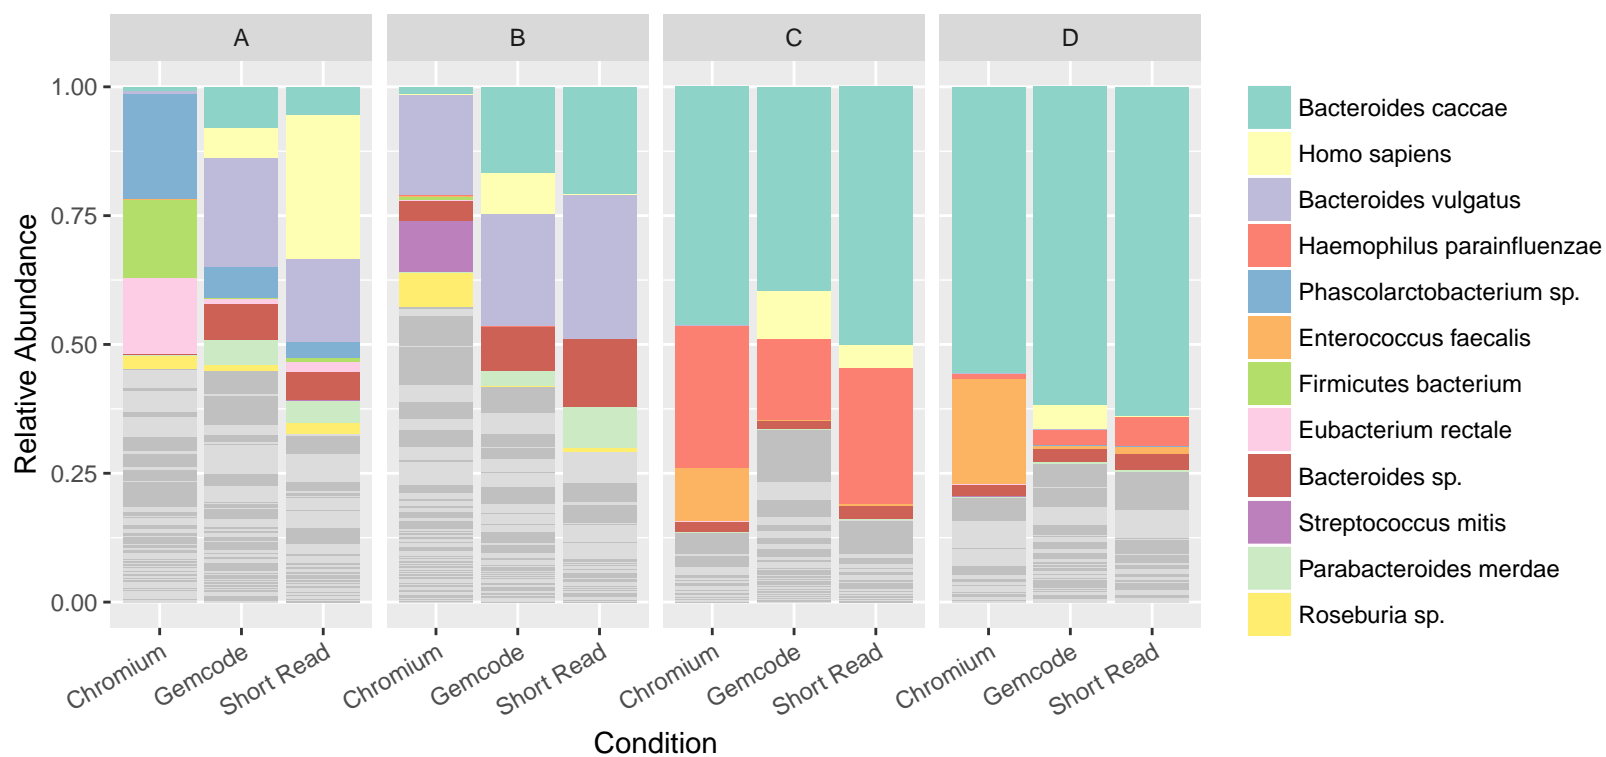 A B C D
1.00
0.75
0.50
0.25
0.00
Relative Abundance
Chromium Gemcode Short Read Chromium Gemcode Short Read Chromium Gemcode Short Read Chromium Gemcode Short Read
Condition
Bacteroides caccae
Homo sapiens
Bacteroides vulgatus
Haemophilus parainfluenzae
Phascolarctobacterium sp.
Enterococcus faecalis
Firmicutes bacterium
Eubacterium rectale
Bacteroides sp.
Streptococcus mitis
Parabacteroides merdae
Roseburia sp.